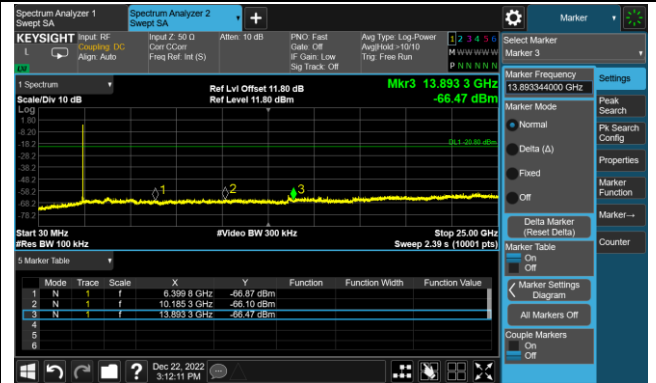 Spectrum Analyzer 1
Swept SA
Spectrum Analyzer 2
Swept SA
+
Marker
KEYSIGHT
L
LXI
Input: RF
Coupling: DC
Align: Auto
Input Z: 50 Ω
Corr CCorr
Freq Ref: Int (S)
Atten: 10 dB
PNO: Fast
Gate: Off
IF Gain: Low
Sig Track: Off
Avg Type: Log-Power
Avg|Hold:>10/10
Trig: Free Run
1 2 3 4 5 6
M W W W W W
P N N N N N
Select Marker
Marker 3
1 Spectrum
Scale/Div 10 dB
Ref Lvl Offset 11.80 dB
Ref Level 11.80 dBm
Mkr3 13.893 3 GHz
-66.47 dBm
Log
1.80
-8.20
-18.2
-28.2
-38.2
-48.2
-58.2
-68.2
-78.2
DL1 -20.80 dBm
1
2
3
Start 30 MHz
#Res BW 100 kHz
#Video BW 300 kHz
Stop 25.00 GHz
Sweep 2.39 s (10001 pts)
5 Marker Table
Mode Trace Scale X Y Function Function Width Function Value
1 N 1 f 6.399 8 GHz -66.87 dBm
2 N 1 f 10.185 3 GHz -66.10 dBm
3 N 1 f 13.893 3 GHz -66.47 dBm
4
5
6
Marker Frequency
13.893344000 GHz
Marker Mode
Normal
Delta (Δ)
Fixed
Off
Delta Marker
(Reset Delta)
Marker Table
On
Off
Marker Settings
Diagram
All Markers Off
Couple Markers
On
Off
Settings
Peak
Search
Pk Search
Config
Properties
Marker
Function
Marker→
Counter
?
Dec 22, 2022
3:12:11 PM